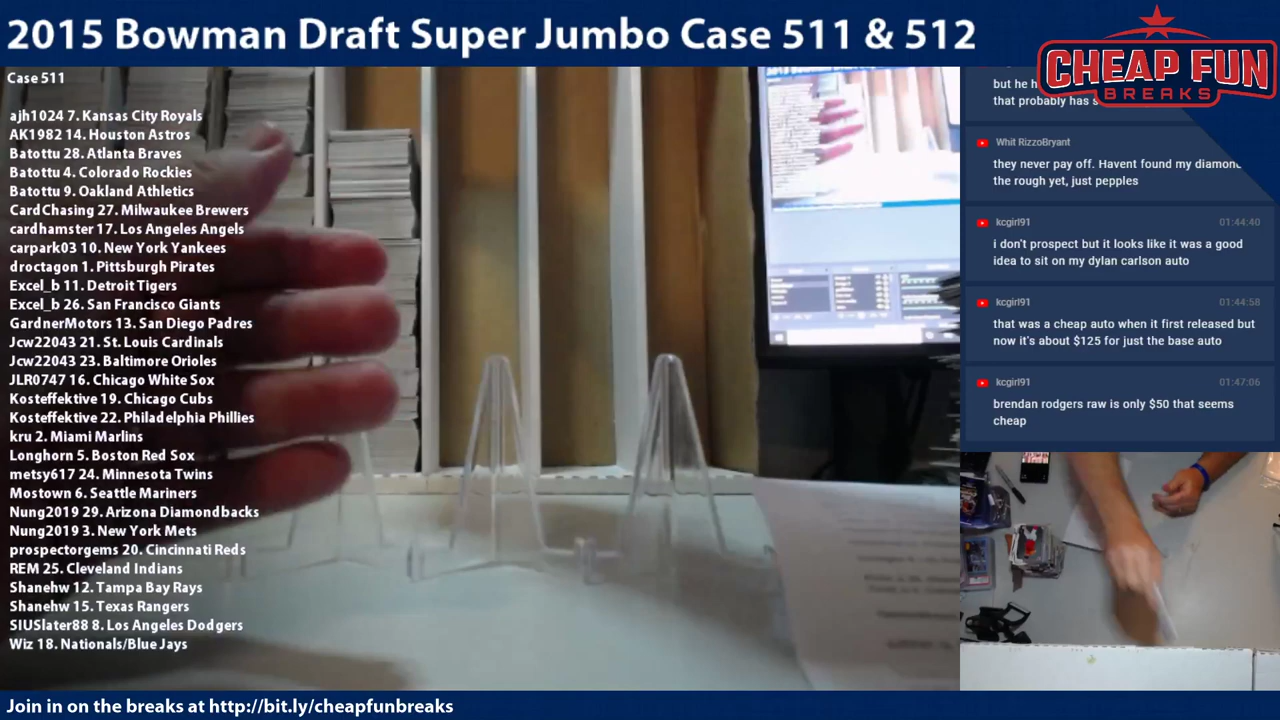 2015 Bowman Draft Super Jumbo Case 511 & 512
CHEAP FUN
BREAKS
Case 511
ajh1024 7. Kansas City Royals
AK1982 14. Houston Astros
Batottu 28. Atlanta Braves
Batottu 4. Colorado Rockies
Batottu 9. Oakland Athletics
CardChasing 27. Milwaukee Brewers
cardhamster 17. Los Angeles Angels
carpark03 10. New York Yankees
droctagon 1. Pittsburgh Pirates
Excel_b 11. Detroit Tigers
Excel_b 26. San Francisco Giants
GardnerMotors 13. San Diego Padres
Jcw22043 21. St. Louis Cardinals
Jcw22043 23. Baltimore Orioles
JLR0747 16. Chicago White Sox
Kosteffektive 19. Chicago Cubs
Kosteffektive 22. Philadelphia Phillies
kru 2. Miami Marlins
Longhorn 5. Boston Red Sox
metsy617 24. Minnesota Twins
Mostown 6. Seattle Mariners
Nung2019 29. Arizona Diamondbacks
Nung2019 3. New York Mets
prospectorgems 20. Cincinnati Reds
REM 25. Cleveland Indians
Shanehw 12. Tampa Bay Rays
Shanehw 15. Texas Rangers
SIUSlater88 8. Los Angeles Dodgers
Wiz 18. Nationals/Blue Jays
but he
that probably has
Whit RizzoBryant
they never pay off. Havent found my
the rough yet, just pepples
kcgirl91 01:44:40
i don't prospect but it looks like it was a good
idea to sit on my dylan carlson auto
kcgirl91 01:44:58
that was a cheap auto when it first released but
now it's about $125 for just the base auto
kcgirl91 01:47:06
brendan rodgers raw is only $50 that seems
cheap
Join in on the breaks at http://bit.ly/cheapfunbreaks